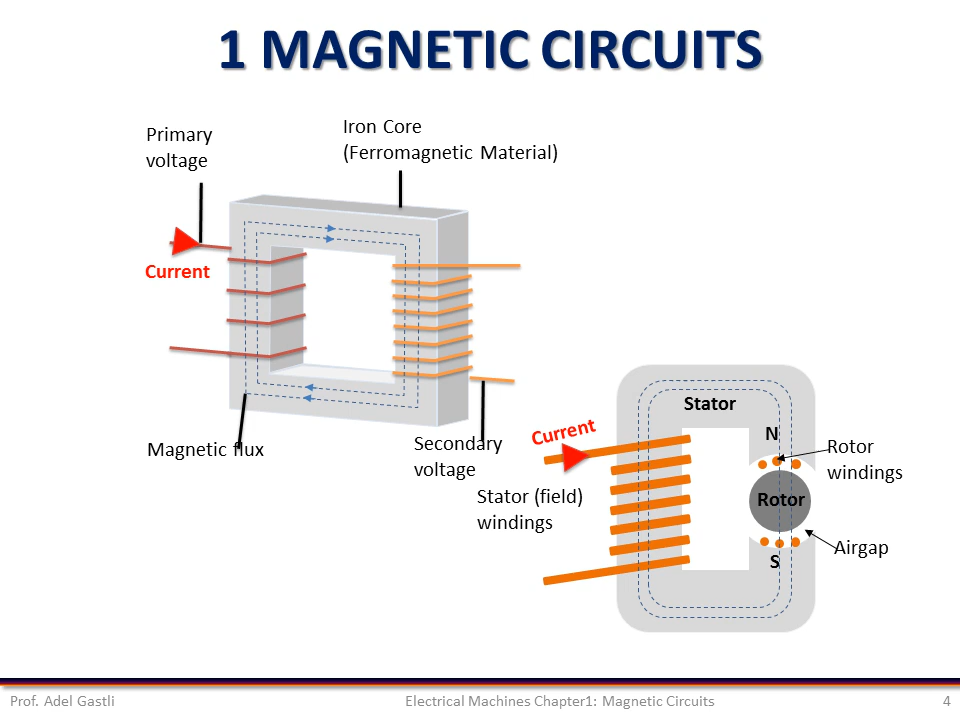 1 MAGNETIC CIRCUITS
Primary
voltage
Iron Core
(Ferromagnetic Material)
Current
Magnetic flux
Secondary
voltage
Current
Stator (field)
windings
Stator
N
Rotor
windings
Rotor
Airgap
S
Prof. Adel Gastli
Electrical Machines Chapter1: Magnetic Circuits
4